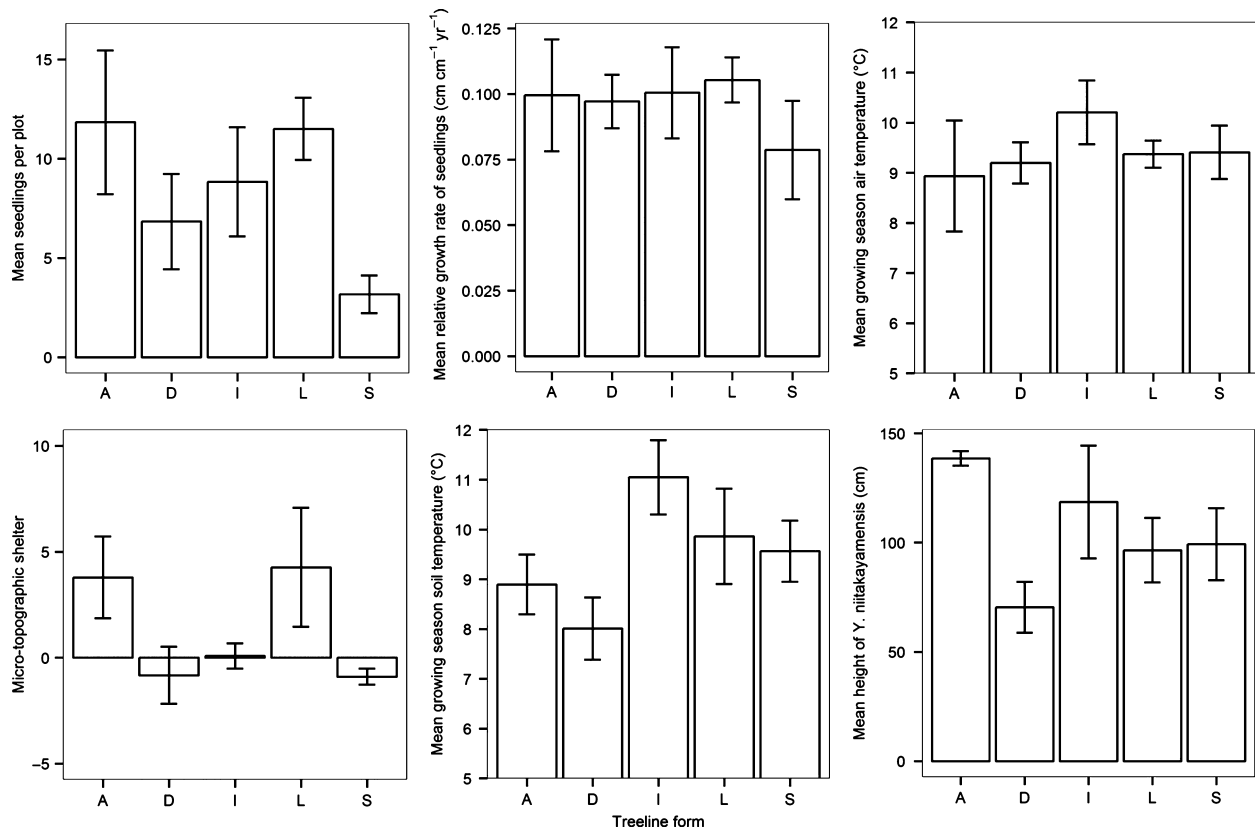 Mean seedlings per plot
15
10
5
0
A D I L S
Mean relative growth rate of seedlings (cm cm⁻¹ yr⁻¹)
0.125
0.100
0.075
0.050
0.025
0.000
A D I L S
Mean growing season air temperature (°C)
12
11
10
9
8
7
6
5
A D I L S
Micro-topographic shelter
10
5
0
−5
A D I L S
Mean growing season soil temperature (°C)
12
11
10
9
8
7
6
5
A D I L S
Treeline form
Mean height of Y. niitakayamensis (cm)
150
100
50
0
A D I L S